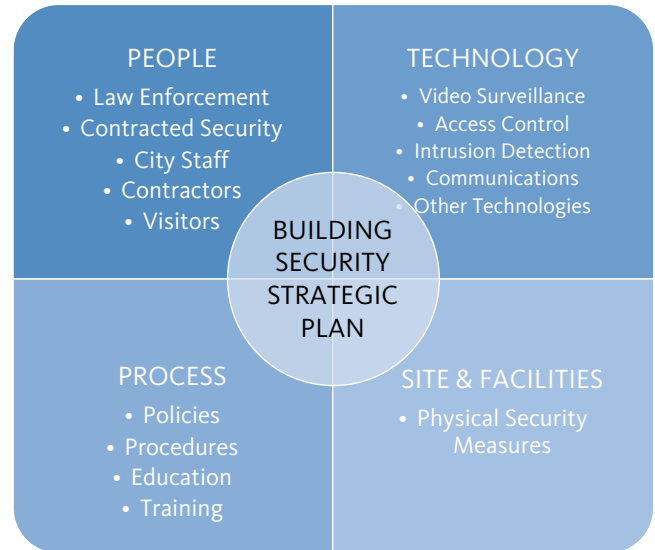 PEOPLE
• Law Enforcement
• Contracted Security
• City Staff
• Contractors
• Visitors
TECHNOLOGY
• Video Surveillance
• Access Control
• Intrusion Detection
• Communications
• Other Technologies
BUILDING
SECURITY
STRATEGIC
PLAN
PROCESS
• Policies
• Procedures
• Education
• Training
SITE & FACILITIES
• Physical Security
Measures